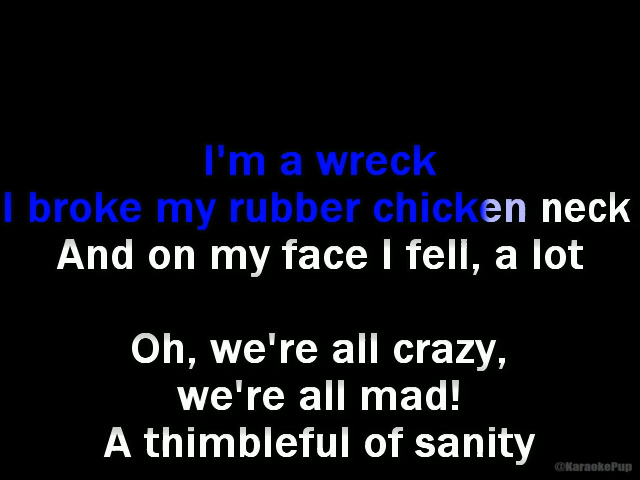 I'm a wreck
I broke my rubber chicken neck
And on my face I fell, a lot
Oh, we're all crazy,
we're all mad!
A thimbleful of sanity
@KaraokePup